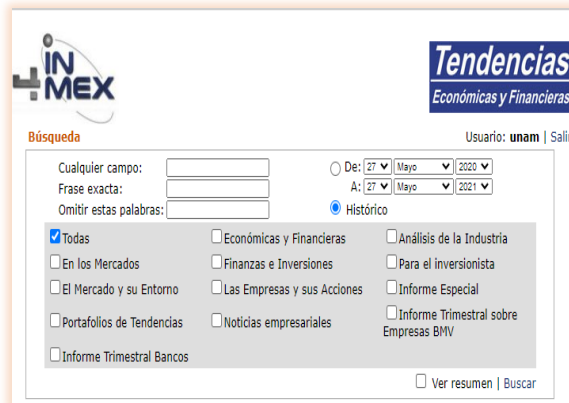 IN
4 MEX
Tendencias
Económicas y Financieras
Búsqueda
Usuario: unam | Sali
Cualquier campo:
De: 27 Mayo 2020
Frase exacta:
A: 27 Mayo 2021
Omitir estas palabras:
Histórico
Todas
Económicas y Financieras
Análisis de la Industria
En los Mercados
Finanzas e Inversiones
Para el inversionista
El Mercado y su Entorno
Las Empresas y sus Acciones
Informe Especial
Portafolios de Tendencias
Noticias empresariales
Informe Trimestral sobre
Empresas BMV
Informe Trimestral Bancos
Ver resumen | Buscar